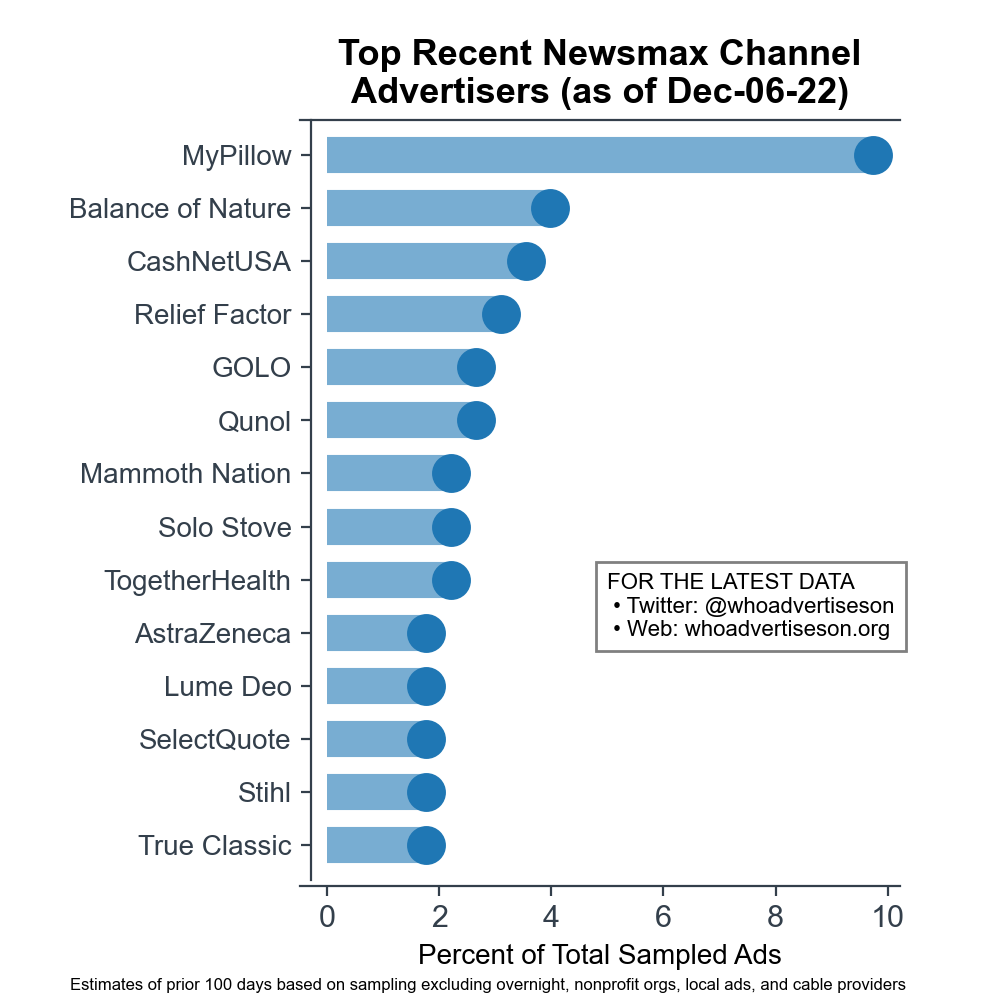 Top Recent Newsmax Channel
Advertisers (as of Dec-06-22)
MyPillow
Balance of Nature
CashNetUSA
Relief Factor
GOLO
Qunol
Mammoth Nation
Solo Stove
TogetherHealth
AstraZeneca
Lume Deo
SelectQuote
Stihl
True Classic
FOR THE LATEST DATA
• Twitter: @whoadvertiseson
• Web: whoadvertiseson.org
0 2 4 6 8 10
Percent of Total Sampled Ads
Estimates of prior 100 days based on sampling excluding overnight, nonprofit orgs, local ads, and cable providers